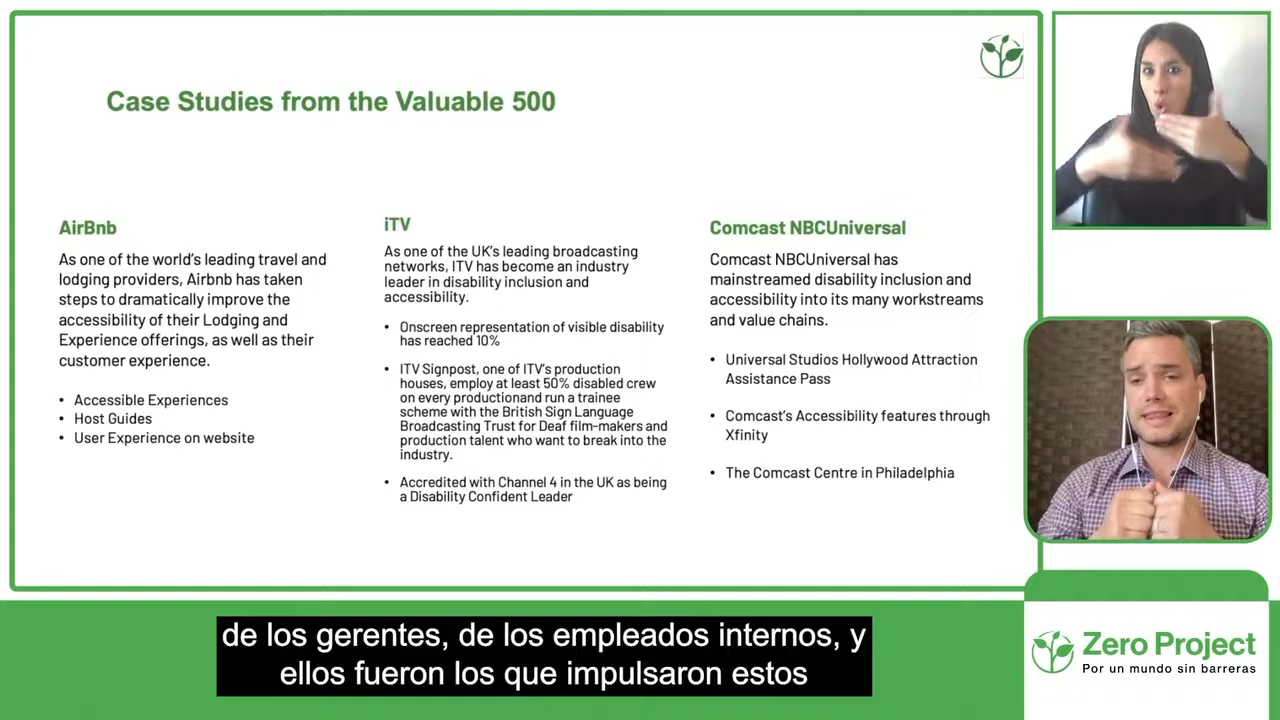 Case Studies from the Valuable 500
AirBnb
As one of the world's leading travel and
lodging providers, Airbnb has taken
steps to dramatically improve the
accessibility of their Lodging and
Experience offerings, as well as their
customer experience.
• Accessible Experiences
• Host Guides
• User Experience on website
iTV
As one of the UK's leading broadcasting
networks, ITV has become an industry
leader in disability inclusion and
accessibility.
• Onscreen representation of visible disability
has reached 10%
• ITV Signpost, one of ITV's production
houses, employ at least 50% disabled crew
on every productionand run a trainee
scheme with the British Sign Language
Broadcasting Trust for Deaf film-makers and
production talent who want to break into the
industry.
• Accredited with Channel 4 in the UK as being
a Disability Confident Leader
Comcast NBCUniversal
Comcast NBCUniversal has
mainstreamed disability inclusion and
accessibility into its many workstreams
and value chains.
• Universal Studios Hollywood Attraction
Assistance Pass
• Comcast's Accessibility features through
Xfinity
• The Comcast Centre in Philadelphia
de los gerentes, de los empleados internos, y
ellos fueron los que impulsaron estos
Zero Project
Por un mundo sin barreras